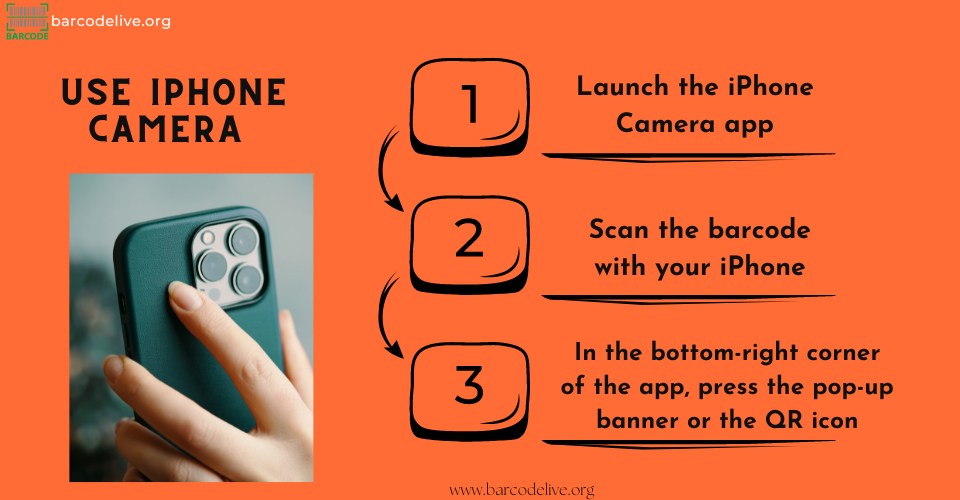 BARCODE
barcodelive.org
USE IPHONE
CAMERA
1
Launch the iPhone
Camera app
2
Scan the barcode
with your iPhone
3
In the bottom-right corner
of the app, press the pop-up
banner or the QR icon
www.barcodelive.org